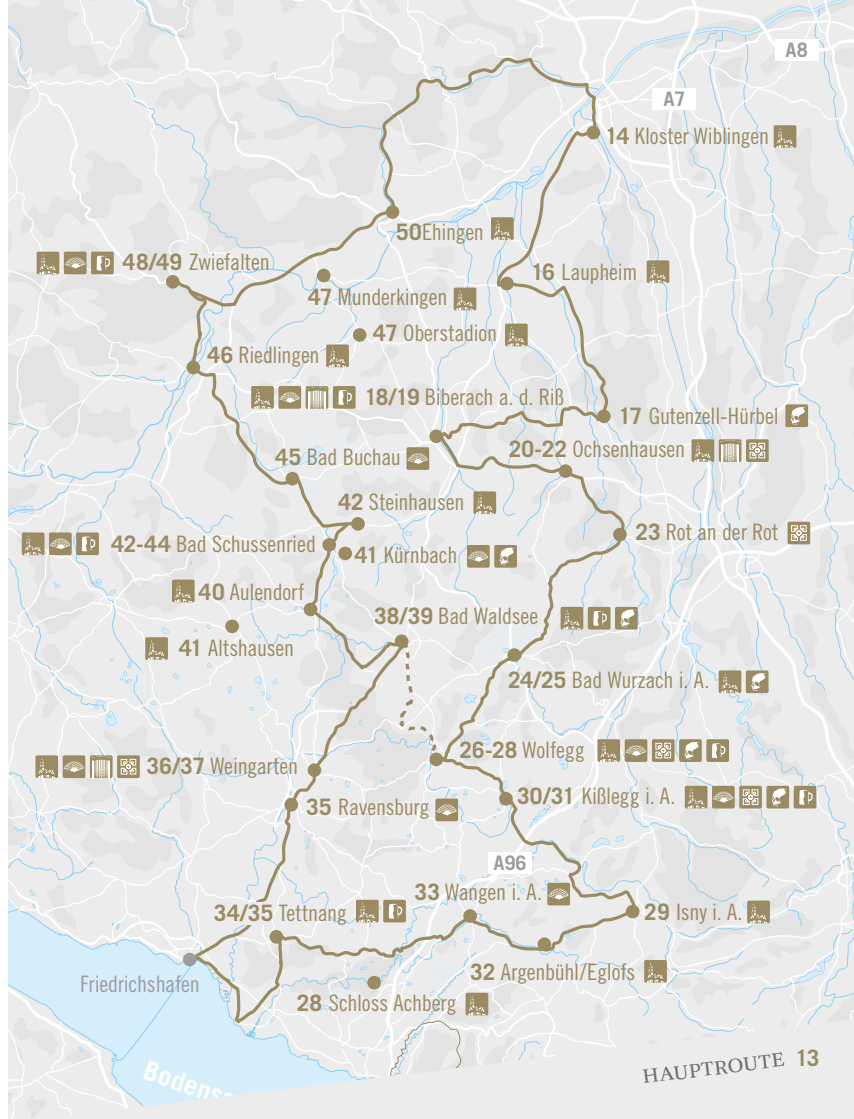 A8
A7
14 Kloster Wiblingen
50Ehingen
48/49 Zwiefalten
16 Laupheim
47 Munderkingen
47 Oberstadion
46 Riedlingen
18/19 Biberach a. d. Riß
17 Gutenzell-Hürbel
20-22 Ochsenhausen
45 Bad Buchau
42 Steinhausen
23 Rot an der Rot
42-44 Bad Schussenried
41 Kürnbach
40 Aulendorf
38/39 Bad Waldsee
41 Altshausen
24/25 Bad Wurzach i. A.
26-28 Wolfegg
36/37 Weingarten
30/31 Kißlegg i. A.
35 Ravensburg
A96
33 Wangen i. A.
34/35 Tettnang
29 Isny i. A.
32 Argenbühl/Eglofs
Friedrichshafen
28 Schloss Achberg
HAUPTROUTE 13